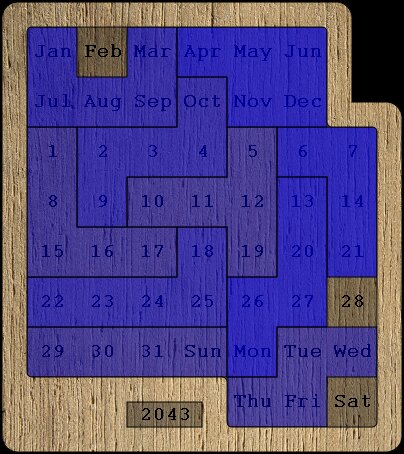 Jan Feb Mar Apr May Jun
Jul Aug Sep Oct Nov Dec
1 2 3 4 5 6 7
8 9 10 11 12 13 14
15 16 17 18 19 20 21
22 23 24 25 26 27 28
29 30 31 Sun Mon Tue Wed
Thu Fri Sat
2043